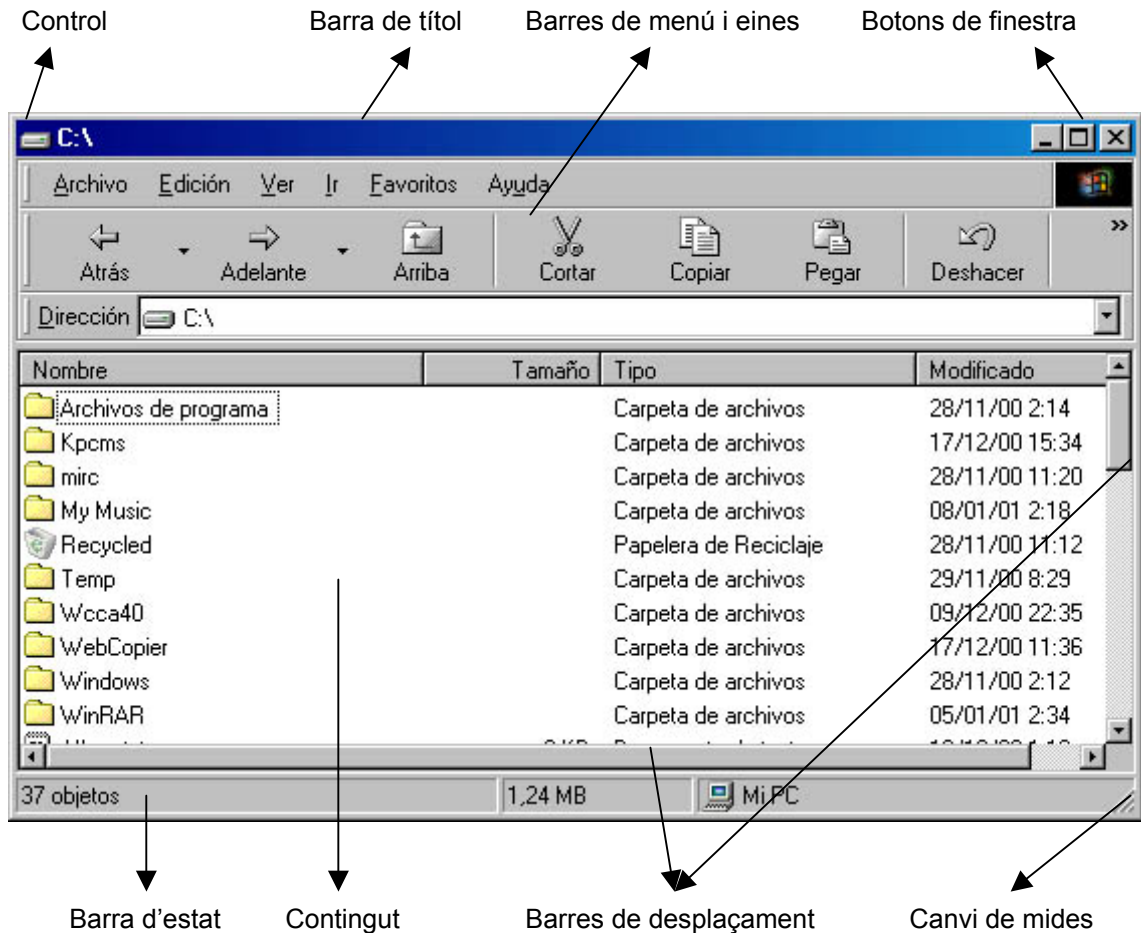 Control Barra de títol Barres de menú i eines Botons de finestra
C:\
Archivo Edición Ver Ir Favoritos Ayuda
Atrás Adelante Arriba Cortar Copiar Pegar Deshacer »
Dirección C:\
Nombre Tamaño Tipo Modificado
Archivos de programa Carpeta de archivos 28/11/00 2:14
Kpcms Carpeta de archivos 17/12/00 15:34
mirc Carpeta de archivos 28/11/00 11:20
My Music Carpeta de archivos 08/01/01 2:18
Recycled Papelera de Reciclaje 28/11/00 11:12
Temp Carpeta de archivos 29/11/00 8:29
Wcca40 Carpeta de archivos 09/12/00 22:35
WebCopier Carpeta de archivos 17/12/00 11:36
Windows Carpeta de archivos 28/11/00 2:12
WinRAR Carpeta de archivos 05/01/01 2:34
37 objetos 1,24 MB Mi PC
Barra d’estat Contingut Barres de desplaçament Canvi de mides